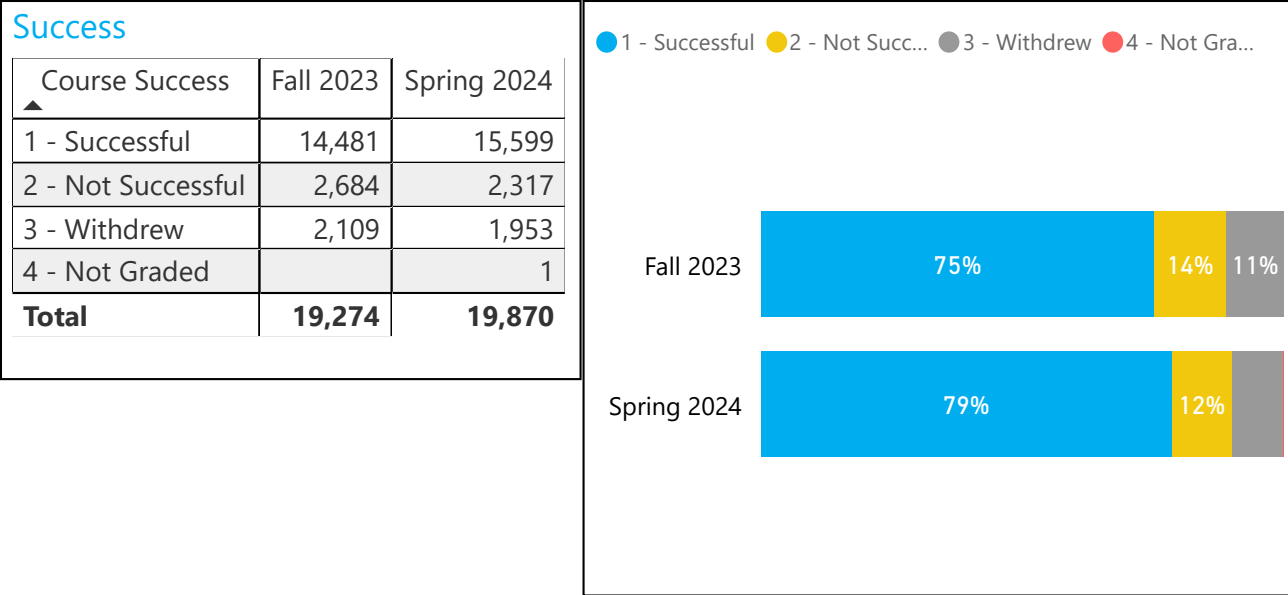 Success
Course Success Fall 2023 Spring 2024
1 - Successful 14,481 15,599
2 - Not Successful 2,684 2,317
3 - Withdrew 2,109 1,953
4 - Not Graded 1
Total 19,274 19,870
1 - Successful 2 - Not Succ... 3 - Withdrew 4 - Not Gra...
Fall 2023 75% 14% 11%
Spring 2024 79% 12%